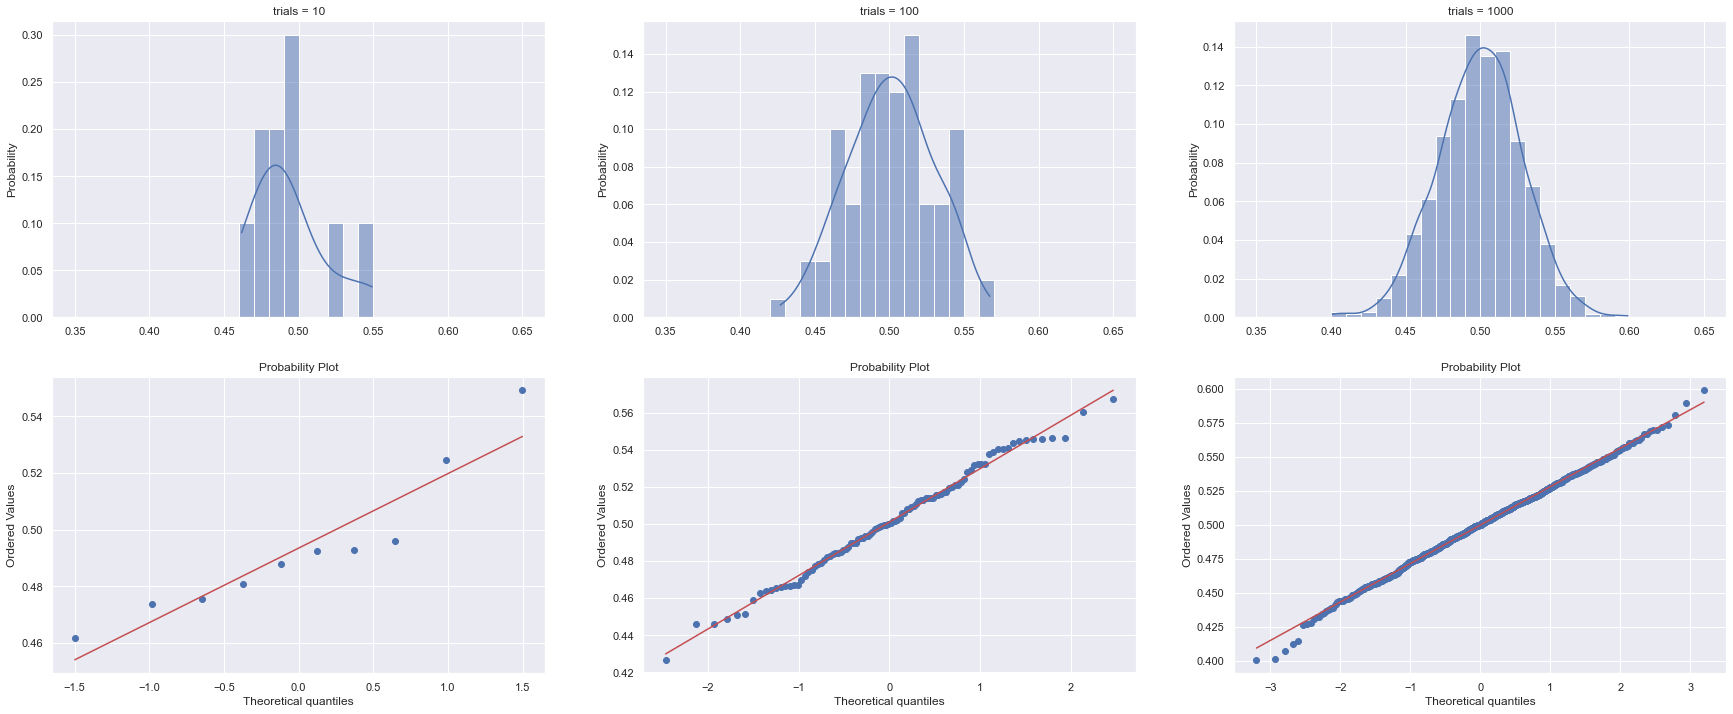 trials = 10
Probability
0.30
0.25
0.20
0.15
0.10
0.05
0.00
0.35 0.40 0.45 0.50 0.55 0.60 0.65
trials = 100
Probability
0.14
0.12
0.10
0.08
0.06
0.04
0.02
0.00
0.35 0.40 0.45 0.50 0.55 0.60 0.65
trials = 1000
Probability
0.14
0.12
0.10
0.08
0.06
0.04
0.02
0.00
0.35 0.40 0.45 0.50 0.55 0.60 0.65
Probability Plot
Ordered Values
0.54
0.52
0.50
0.48
0.46
−1.5 −1.0 −0.5 0.0 0.5 1.0 1.5
Theoretical quantiles
Probability Plot
Ordered Values
0.56
0.54
0.52
0.50
0.48
0.46
0.44
0.42
−2 −1 0 1 2
Theoretical quantiles
Probability Plot
Ordered Values
0.600
0.575
0.550
0.525
0.500
0.475
0.450
0.425
0.400
−3 −2 −1 0 1 2 3
Theoretical quantiles